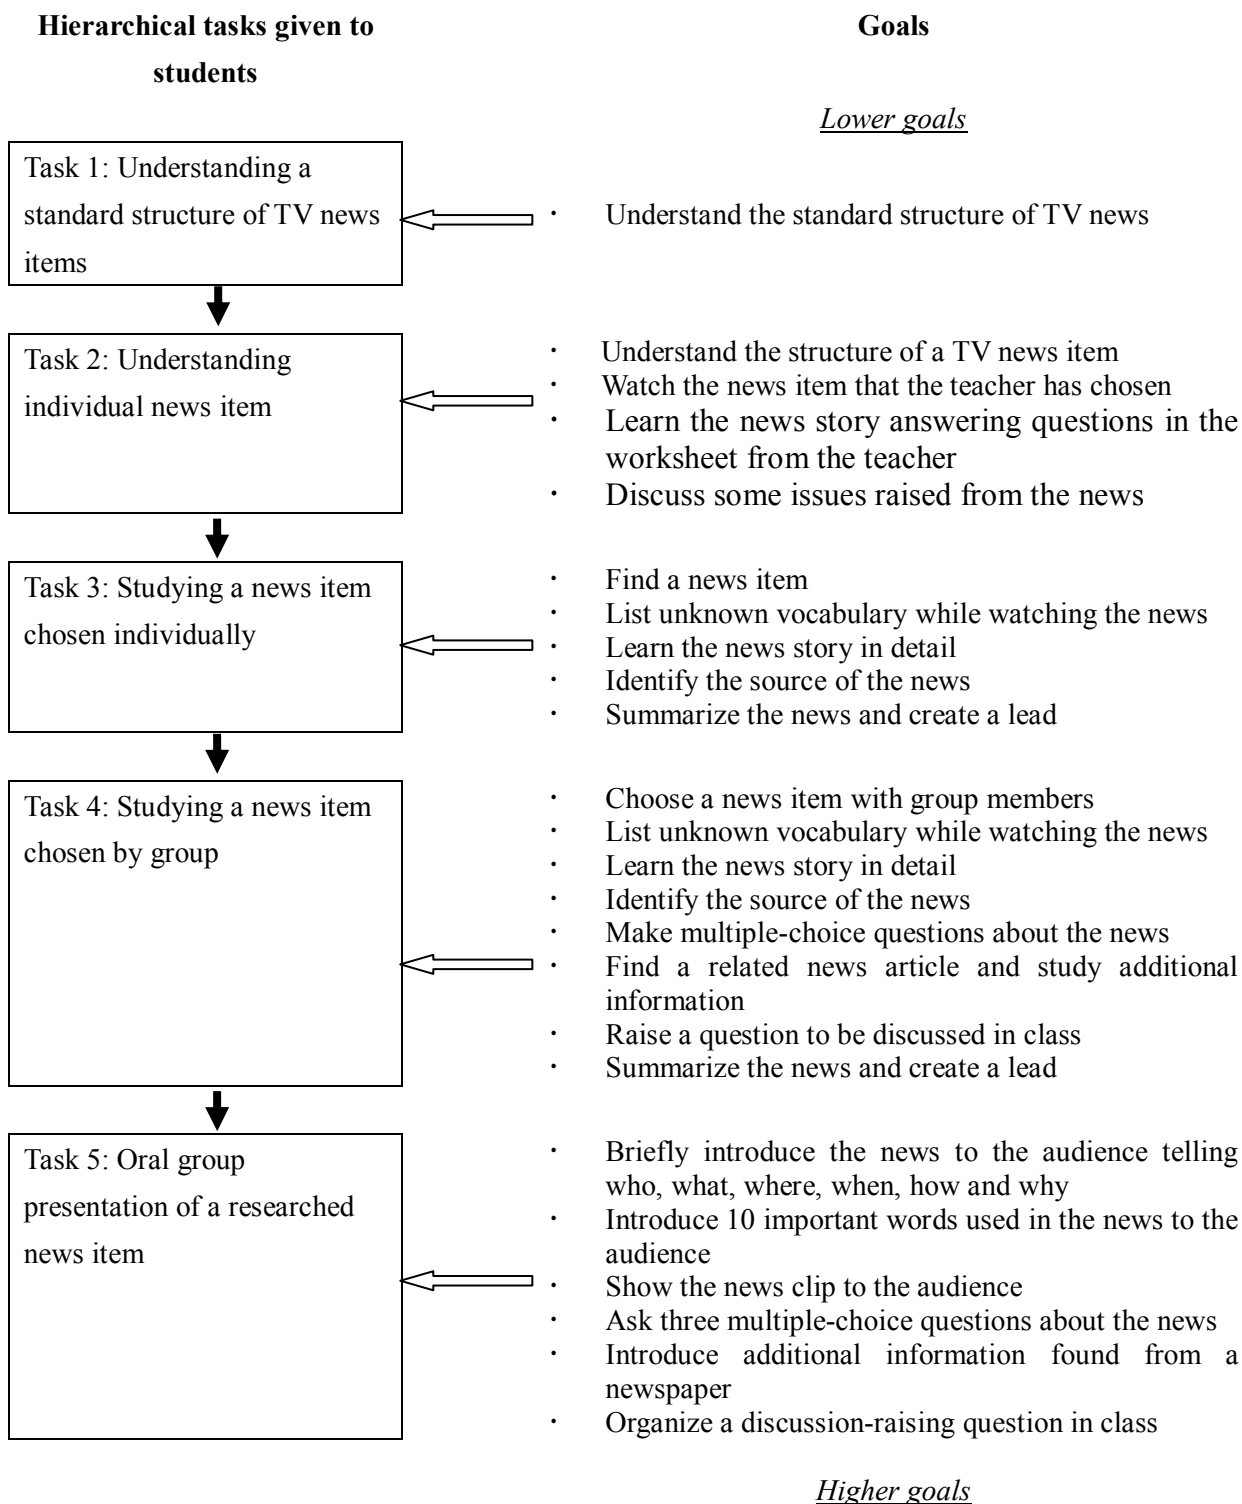 Hierarchical tasks given to
students
Goals
Lower goals
Task 1: Understanding a
standard structure of TV news
items
· Understand the standard structure of TV news
Task 2: Understanding
individual news item
· Understand the structure of a TV news item
· Watch the news item that the teacher has chosen
· Learn the news story answering questions in the
worksheet from the teacher
· Discuss some issues raised from the news
Task 3: Studying a news item
chosen individually
· Find a news item
· List unknown vocabulary while watching the news
· Learn the news story in detail
· Identify the source of the news
· Summarize the news and create a lead
Task 4: Studying a news item
chosen by group
· Choose a news item with group members
· List unknown vocabulary while watching the news
· Learn the news story in detail
· Identify the source of the news
· Make multiple-choice questions about the news
· Find a related news article and study additional
information
· Raise a question to be discussed in class
· Summarize the news and create a lead
Task 5: Oral group
presentation of a researched
news item
· Briefly introduce the news to the audience telling
who, what, where, when, how and why
· Introduce 10 important words used in the news to the
audience
· Show the news clip to the audience
· Ask three multiple-choice questions about the news
· Introduce additional information found from a
newspaper
· Organize a discussion-raising question in class
Higher goals